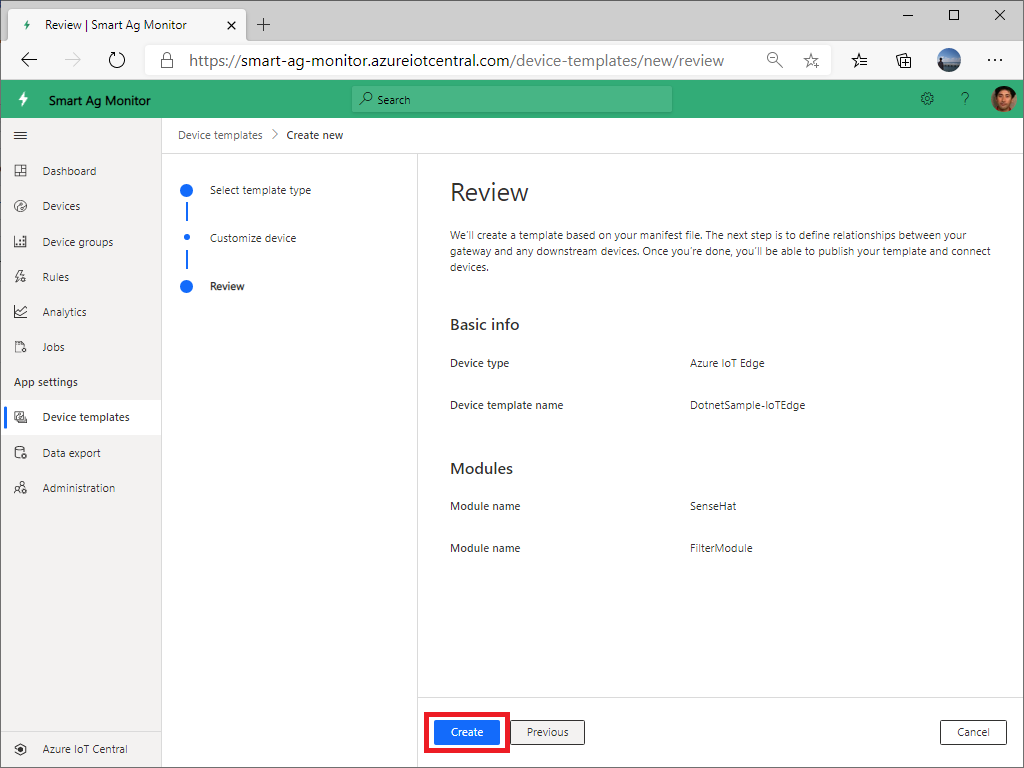 Review | Smart Ag Monitor
https://smart-ag-monitor.azureiotcentral.com/device-templates/new/review
Smart Ag Monitor
Search
?
Device templates > Create new
Dashboard
Devices
Device groups
Rules
Analytics
Jobs
App settings
Device templates
Data export
Administration
Azure IoT Central
Select template type
Customize device
Review
Review
We'll create a template based on your manifest file. The next step is to define relationships between your
gateway and any downstream devices. Once you're done, you'll be able to publish your template and connect
devices.
Basic info
Device type Azure IoT Edge
Device template name DotnetSample-IoTEdge
Modules
Module name SenseHat
Module name FilterModule
Create Previous Cancel